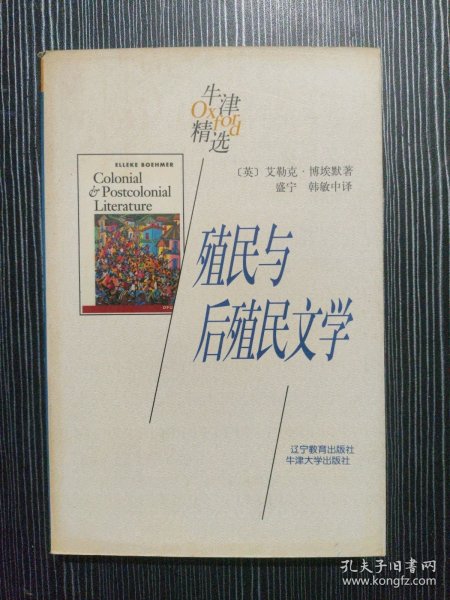 牛津
Oxford
精选
ELLEKE BOEHMER
Colonial
& Postcolonial
Literature
〔英〕艾勒克·博埃默著
盛宁 韩敏中译
殖民与
后殖民文学
辽宁教育出版社
牛津大学出版社
孔夫子旧书网
www.kongfz.com